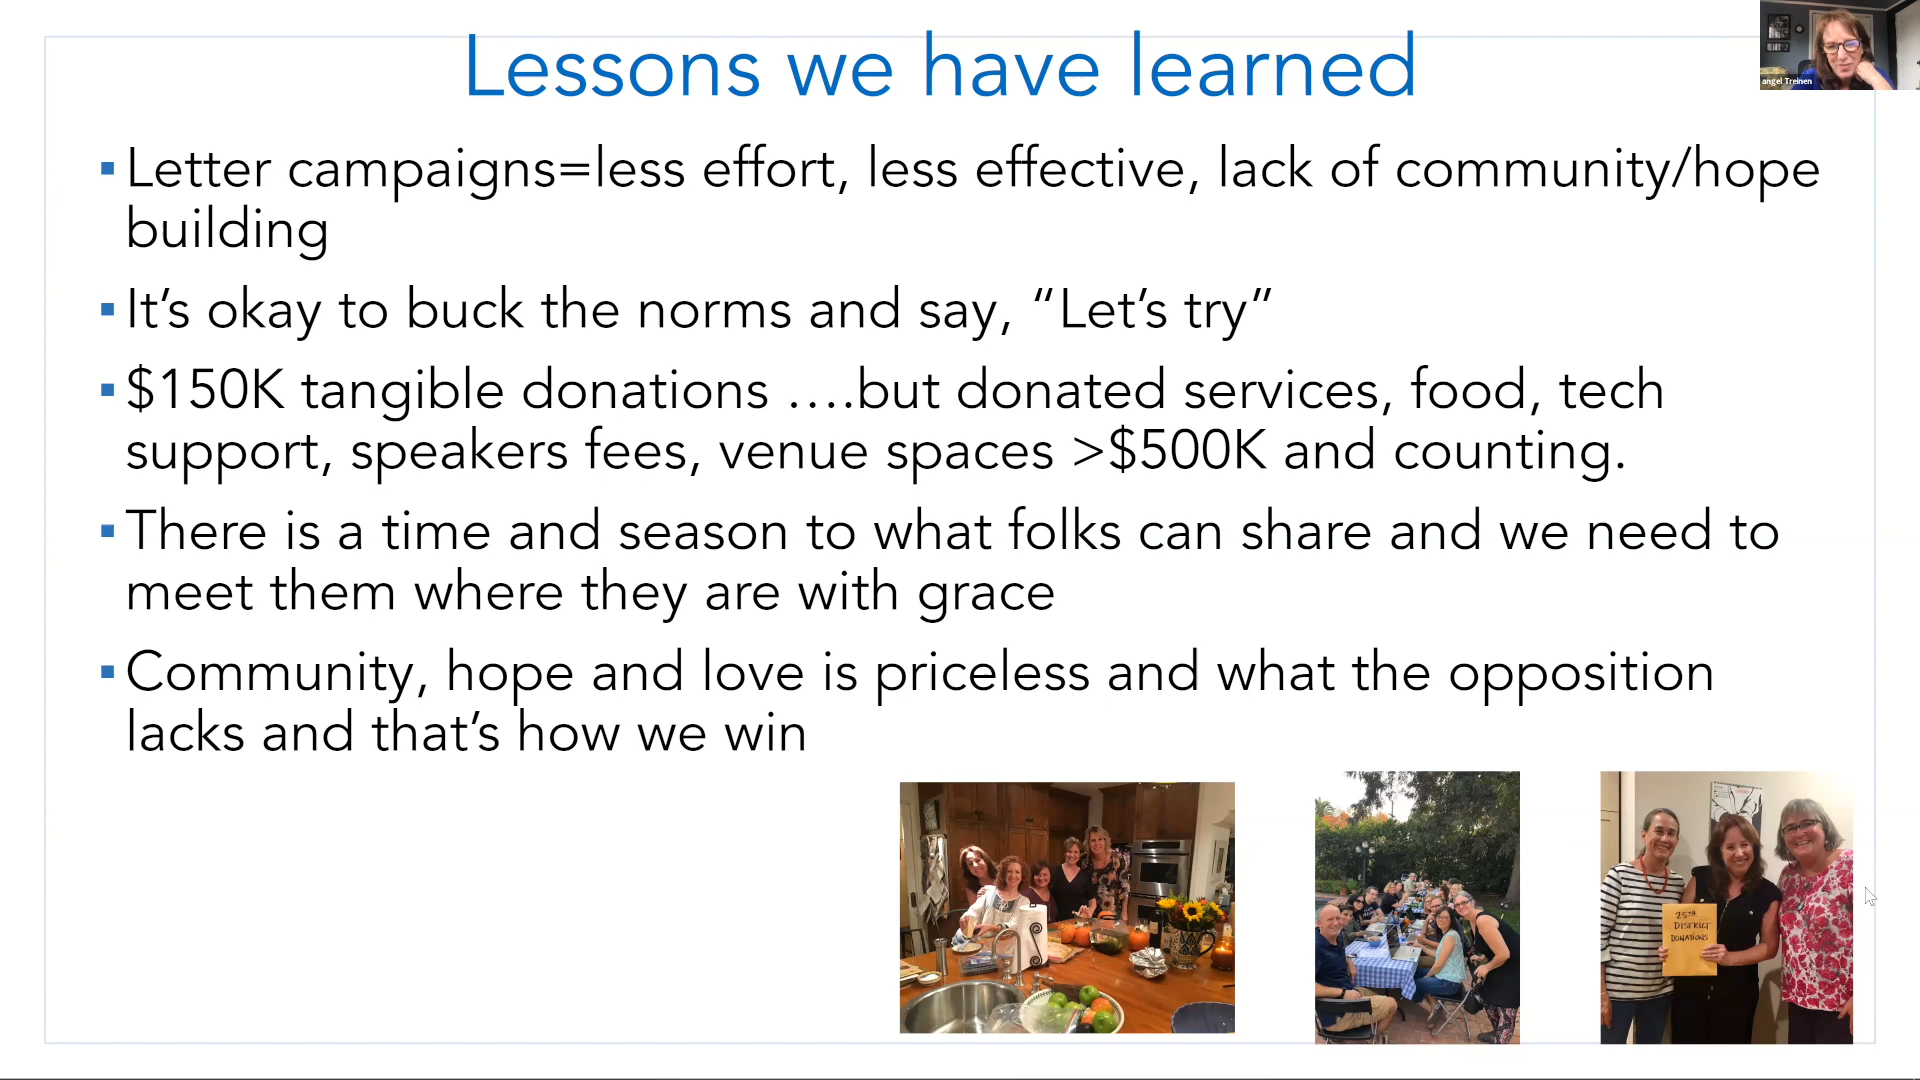 Lessons we have learned
angel Treinen
▪Letter campaigns=less effort, less effective, lack of community/hope
building
▪It’s okay to buck the norms and say, “Let’s try”
▪$150K tangible donations ….but donated services, food, tech
support, speakers fees, venue spaces >$500K and counting.
▪There is a time and season to what folks can share and we need to
meet them where they are with grace
▪Community, hope and love is priceless and what the opposition
lacks and that’s how we win
25TH
DISTRICT
DONATIONS